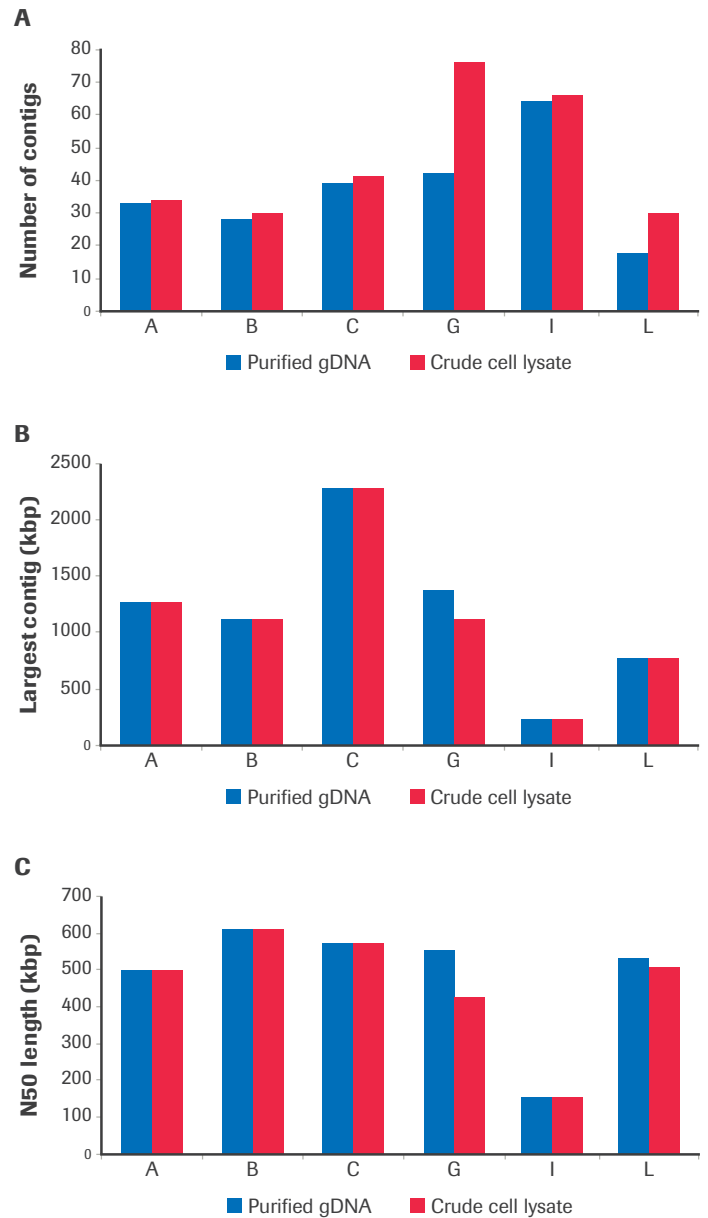 A
Number of contigs
80
70
60
50
40
30
20
10
0
A B C G I L
Purified gDNA Crude cell lysate
B
Largest contig (kbp)
2500
2000
1500
1000
500
0
A B C G I L
Purified gDNA Crude cell lysate
C
N50 length (kbp)
700
600
500
400
300
200
100
0
A B C G I L
Purified gDNA Crude cell lysate